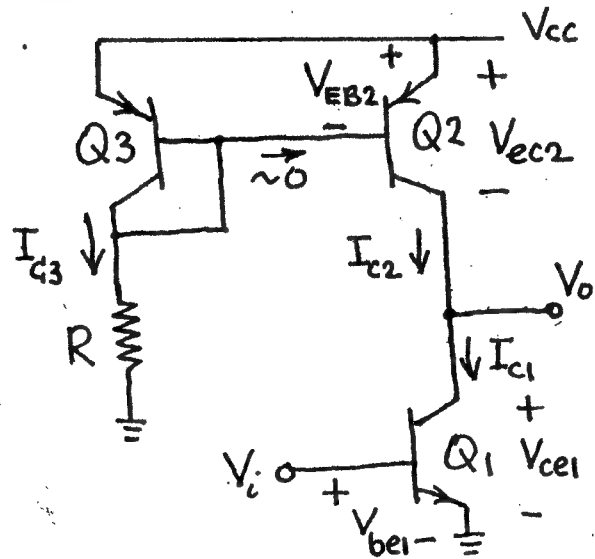 Vcc
+
VEB2
+
Q3
-
Q2
Vec2
~0
-
IC3
IC2
Vo
R
IC1
+
Q1
Vce1
Vi
+
Vbe1
-
-